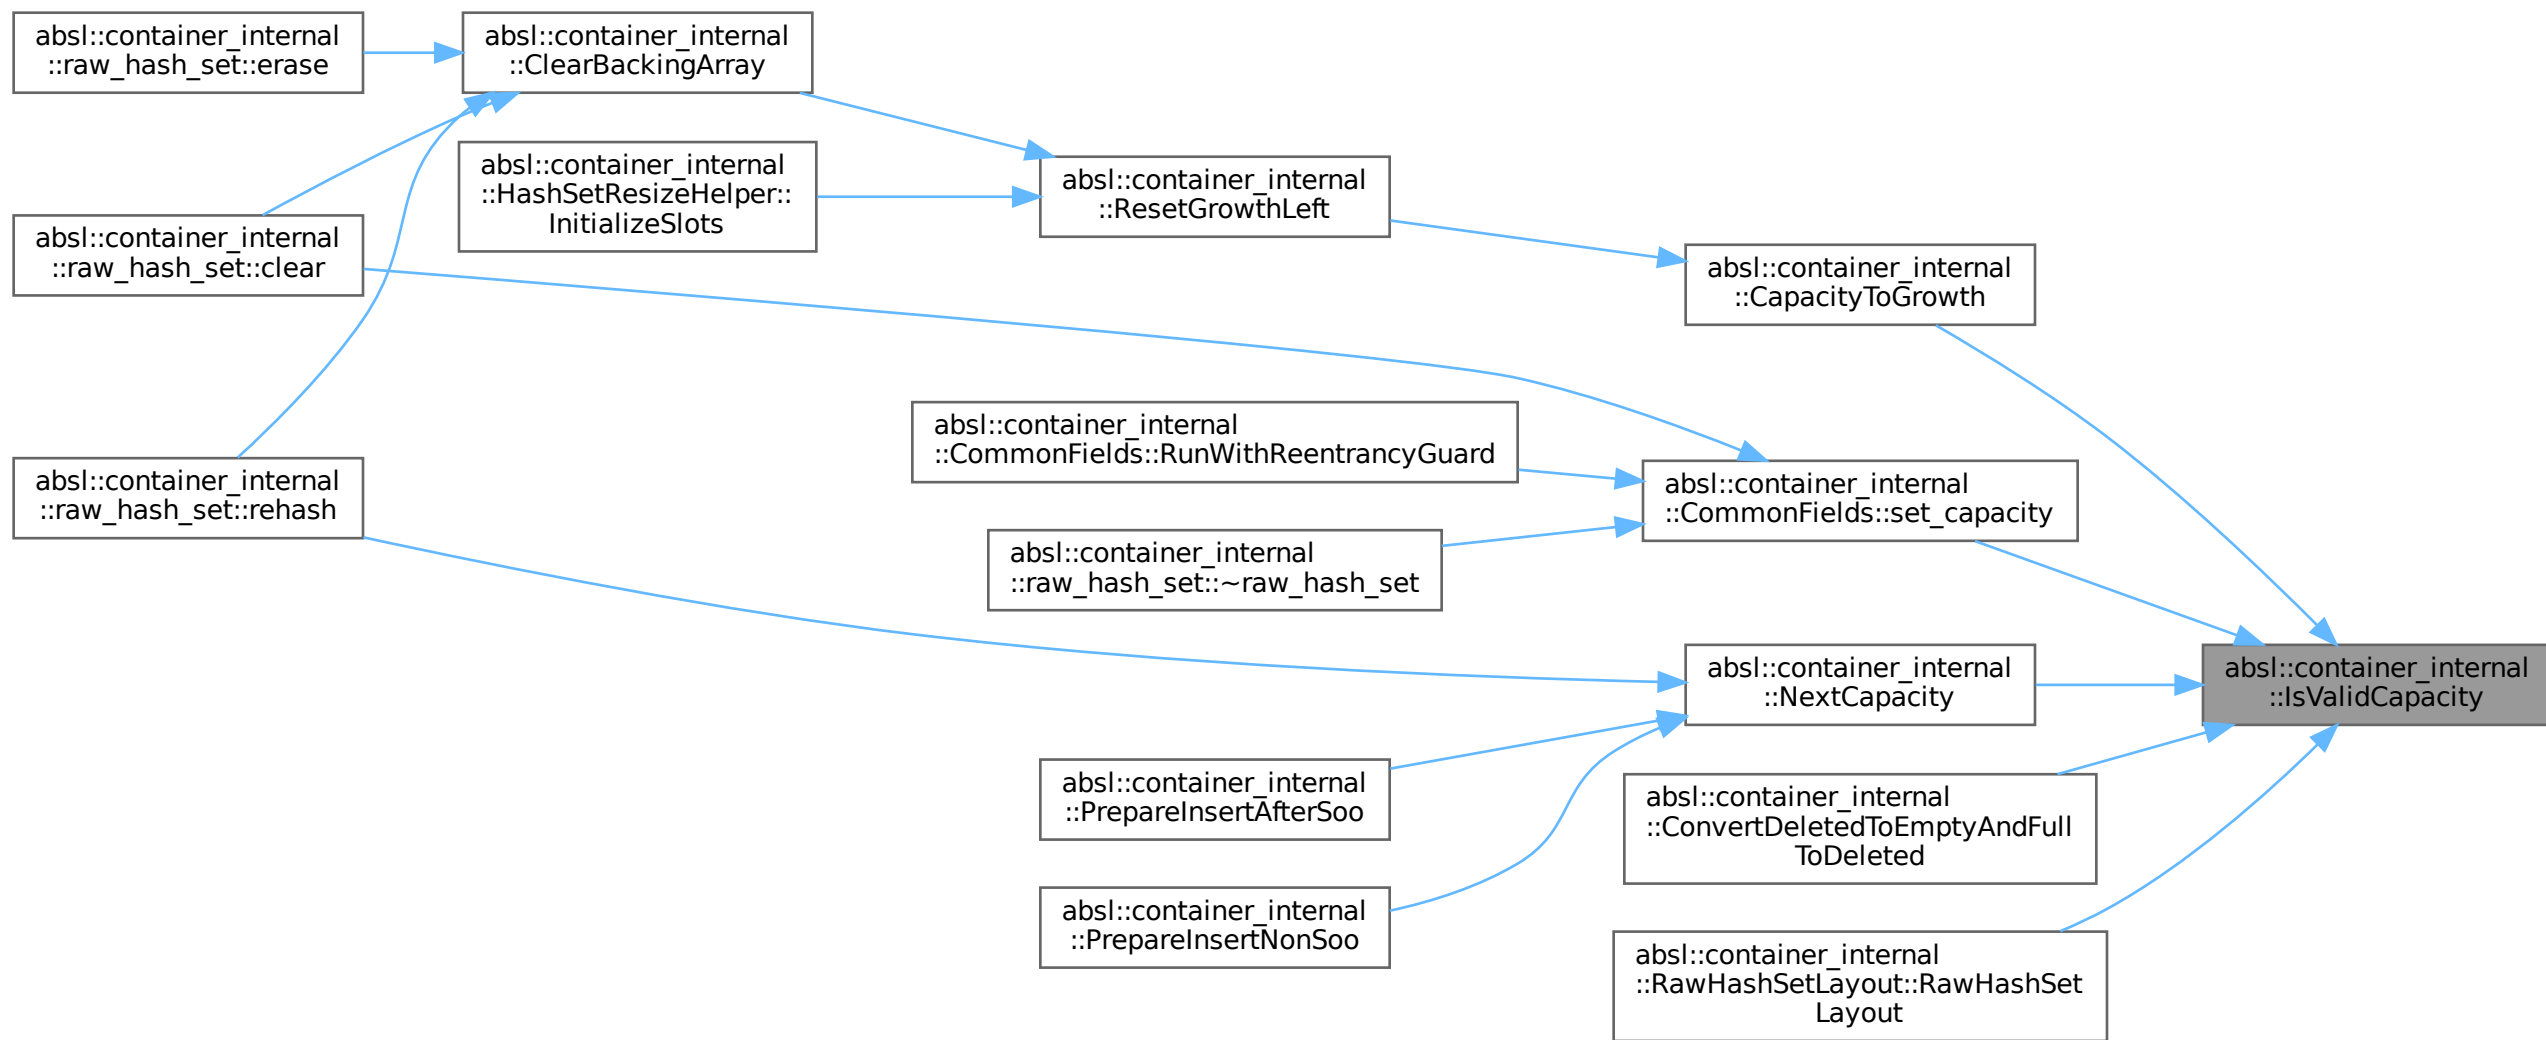 absl::container_internal
::raw_hash_set::erase
absl::container_internal
::ClearBackingArray
absl::container_internal
::HashSetResizeHelper::
InitializeSlots
absl::container_internal
::ResetGrowthLeft
absl::container_internal
::raw_hash_set::clear
absl::container_internal
::CapacityToGrowth
absl::container_internal
::CommonFields::RunWithReentrancyGuard
absl::container_internal
::raw_hash_set::rehash
absl::container_internal
::CommonFields::set_capacity
absl::container_internal
::raw_hash_set::~raw_hash_set
absl::container_internal
::NextCapacity
absl::container_internal
::IsValidCapacity
absl::container_internal
::PrepareInsertAfterSoo
absl::container_internal
::ConvertDeletedToEmptyAndFull
ToDeleted
absl::container_internal
::PrepareInsertNonSoo
absl::container_internal
::RawHashSetLayout::RawHashSet
Layout